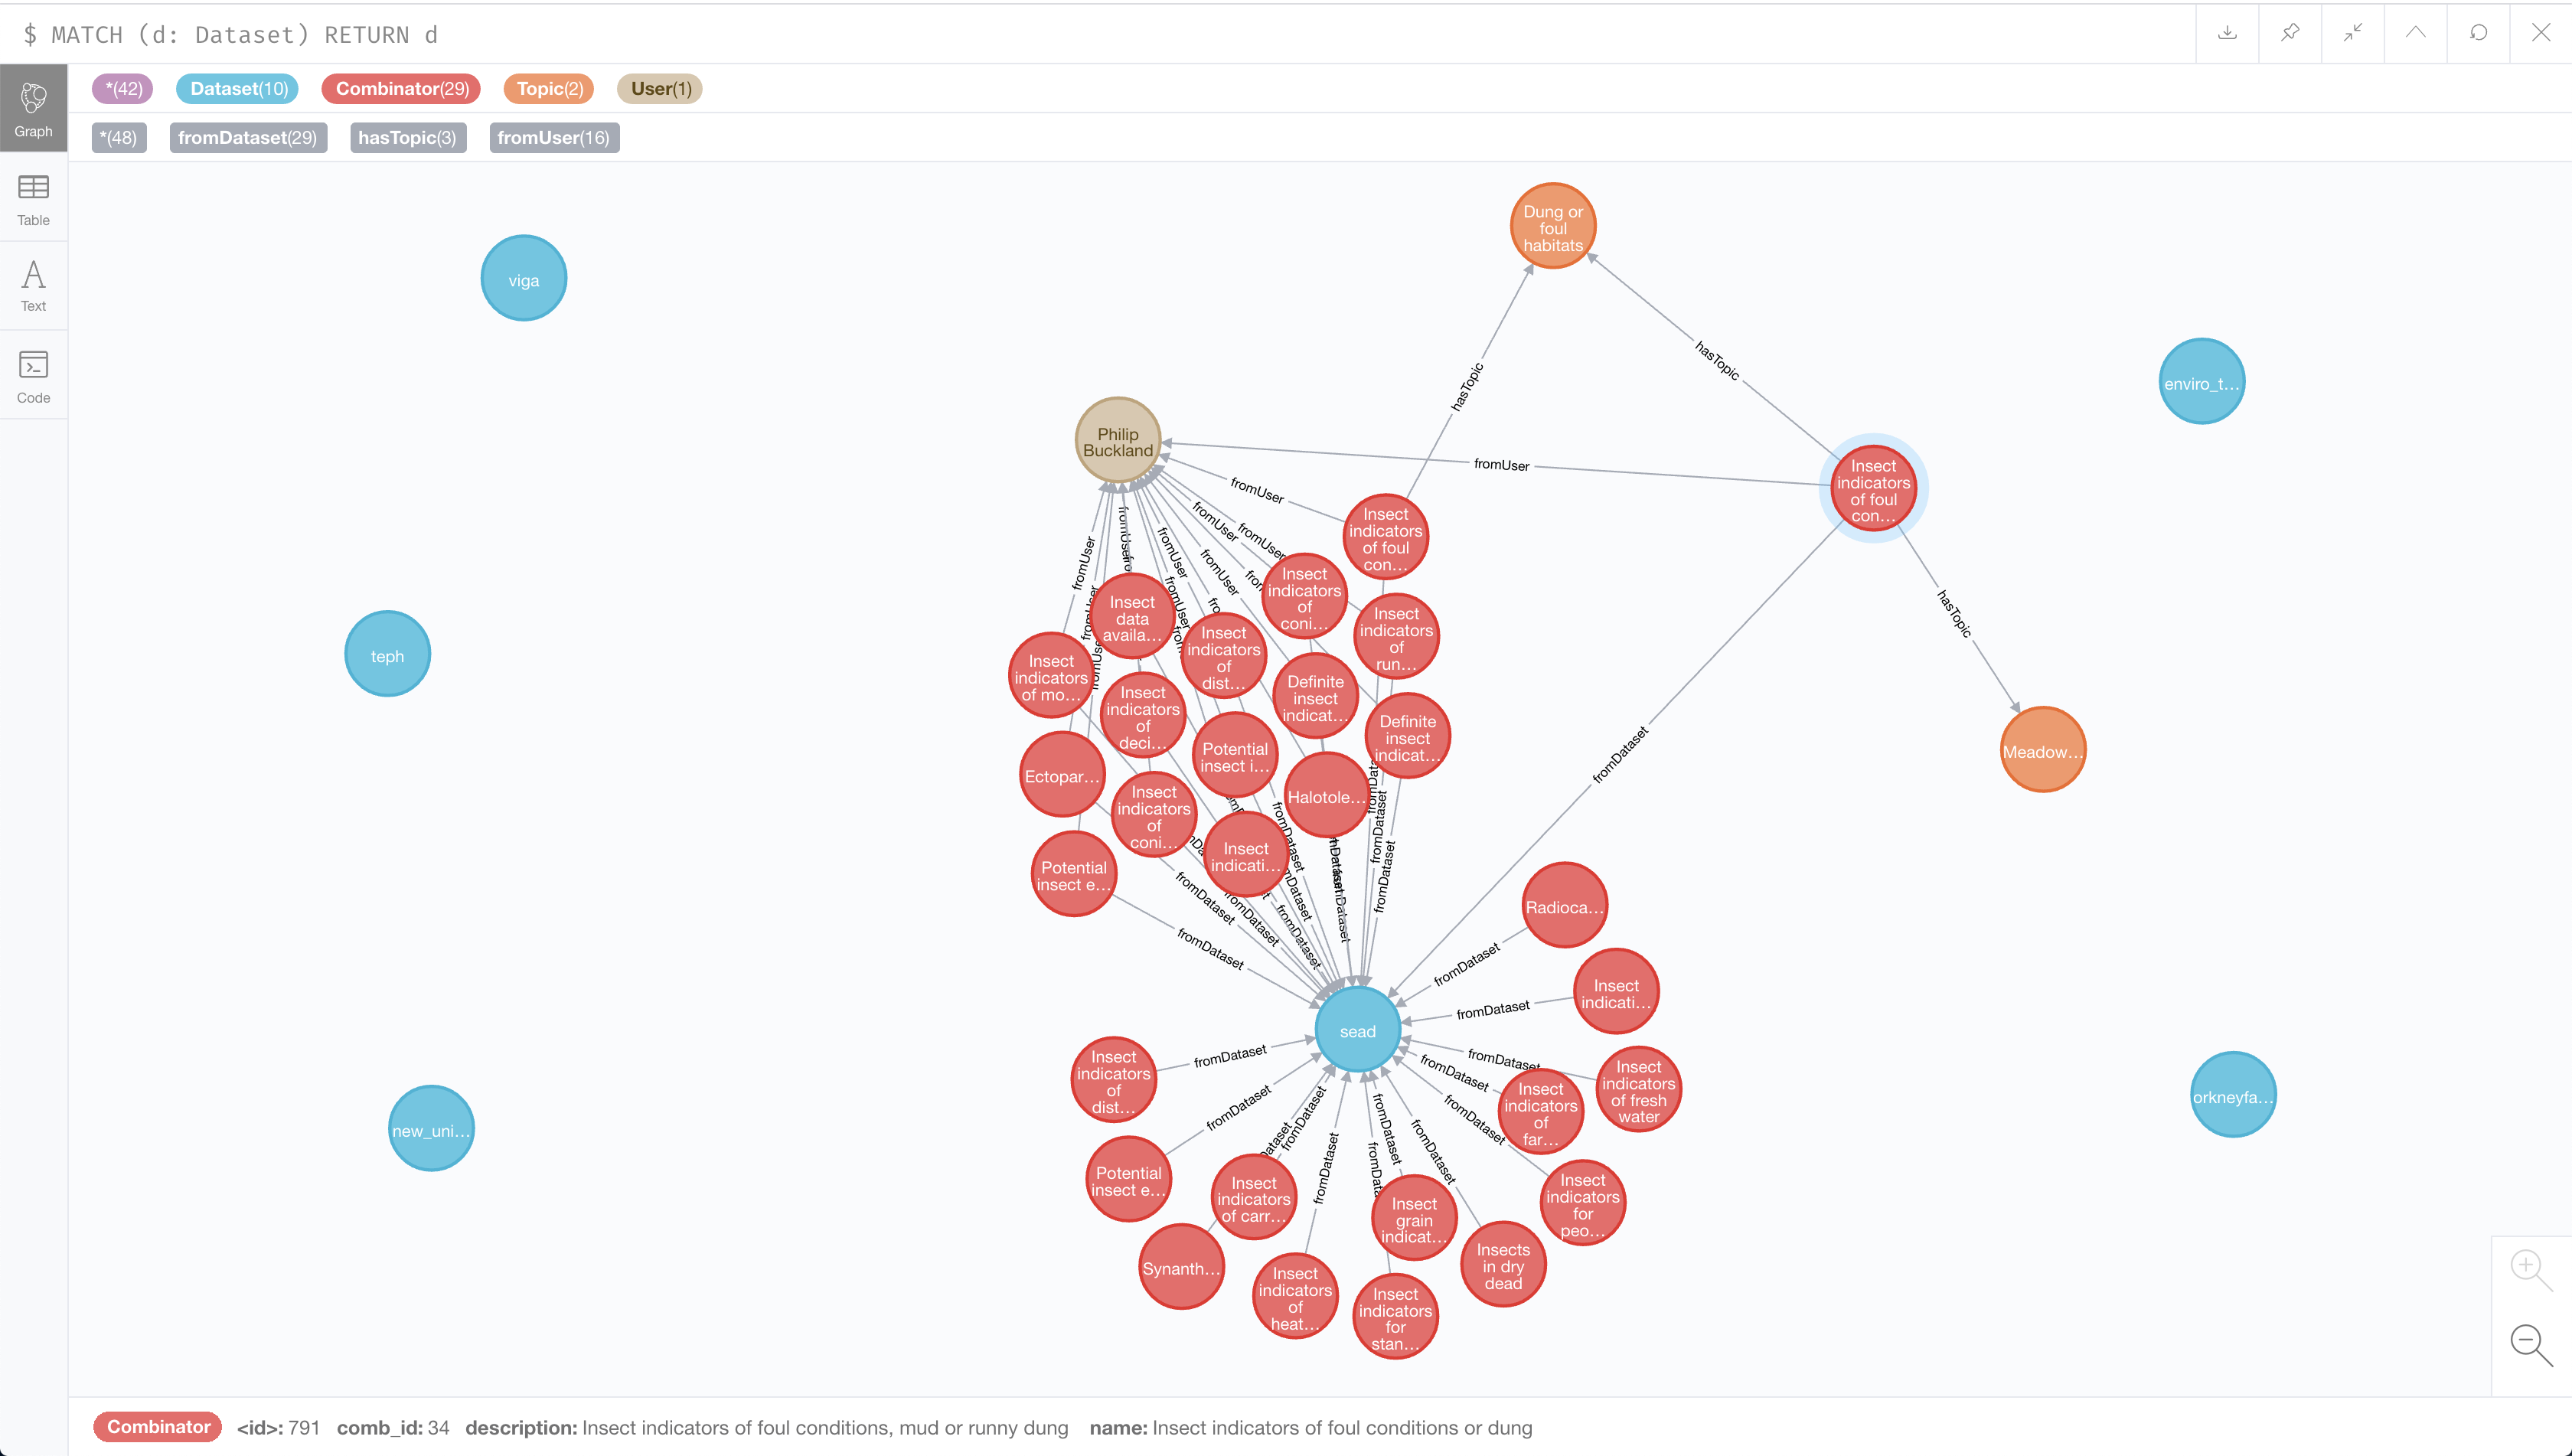 $ MATCH (d: Dataset) RETURN d
*(42) Dataset(10) Combinator(29) Topic(2) User(1)
*(48) fromDataset(29) hasTopic(3) fromUser(16)
Graph
Table
Text
Code
Dung or
foul
habitats
viga
enviro_t...
hasTopic
hasTopic
Philip
Buckland
fromUser
Insect
indicators
of foul
con...
fromUser
Insect
indicators
of foul
con...
fromUser
fromUser
fromUser
fromUser
fromUser
fromUser
fromUser
Insect
indicators
of
coni...
Insect
data
availa...
Insect
indicators
of
run...
hasTopic
Insect
indicators
of
dist...
teph
Insect
indicators
of mo...
Definite
insect
indicat...
Insect
indicators
of
deci...
Definite
insect
indicat...
Meadow...
Potential
insect i...
fromDataset
Ectopar...
Halotole...
Insect
indicators
of
coni...
Insect
indicati...
Potential
insect e...
fromDataset
fromDataset
fromDataset
fromDataset
fromDataset
fromDataset
fromDataset
Radioca...
fromDataset
Insect
indicati...
fromDataset
sead
Insect
indicators
of
dist...
fromDataset
fromDataset
fromDataset
Insect
indicators
of fresh
water
Insect
indicators
of
far...
orkneyfa...
new_uni...
fromDataset
fromDataset
fromDataset
fromDataset
fromDataset
fromDataset
Potential
insect e...
Insect
indicators
of carr...
Insect
grain
indicat...
Insect
indicators
for
peo...
Synanth...
Insects
in dry
dead
Insect
indicators
of
heat...
Insect
indicators
for
stan...
Combinator <id>: 791 comb_id: 34 description: Insect indicators of foul conditions, mud or runny dung name: Insect indicators of foul conditions or dung